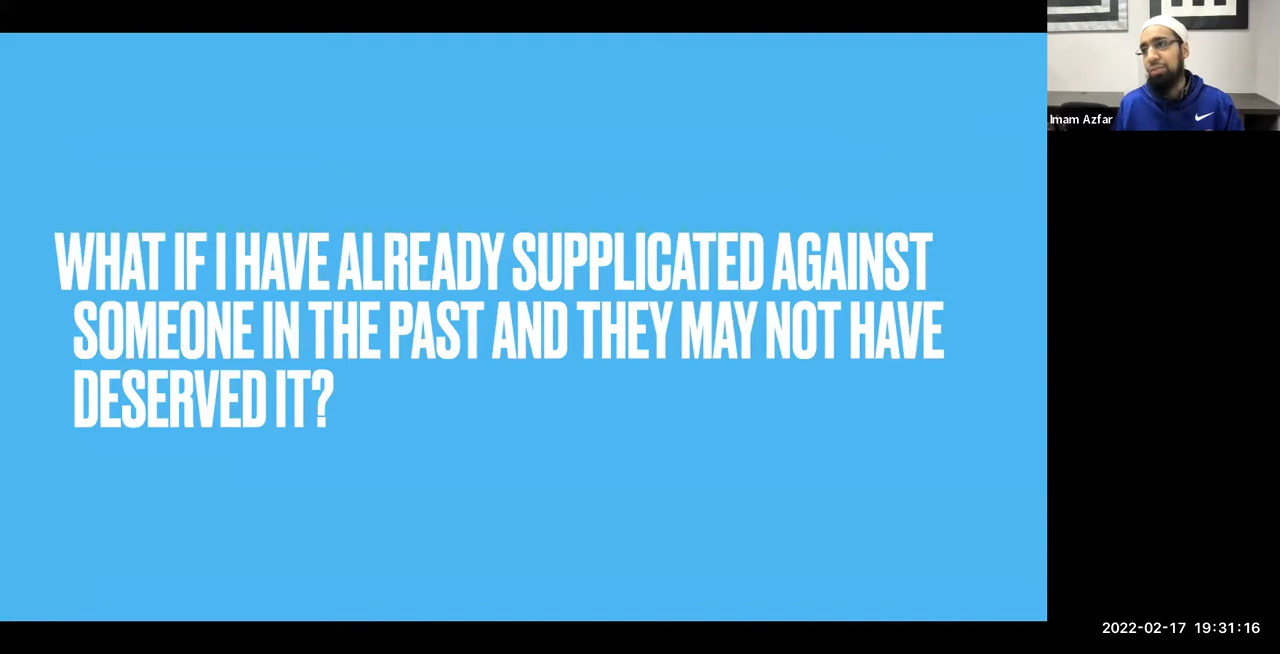 WHAT IF I HAVE ALREADY SUPPLICATED AGAINST
SOMEONE IN THE PAST AND THEY MAY NOT HAVE
DESERVED IT?
Imam Azfar
2022-02-17 19:31:16